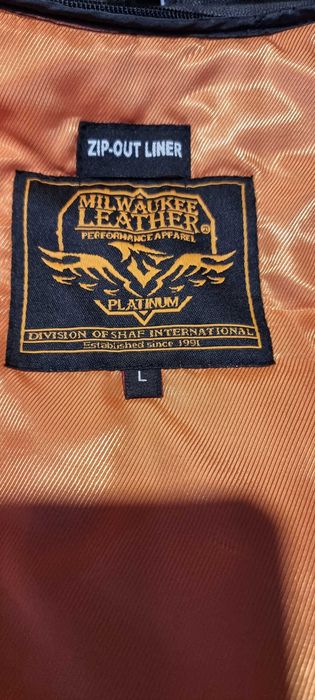 ZIP-OUT LINER
MILWAUKEE
LEATHER®
PERFORMANCE APPAREL
PLATINUM
DIVISION OF SHAF INTERNATIONAL
Established since 1991
L